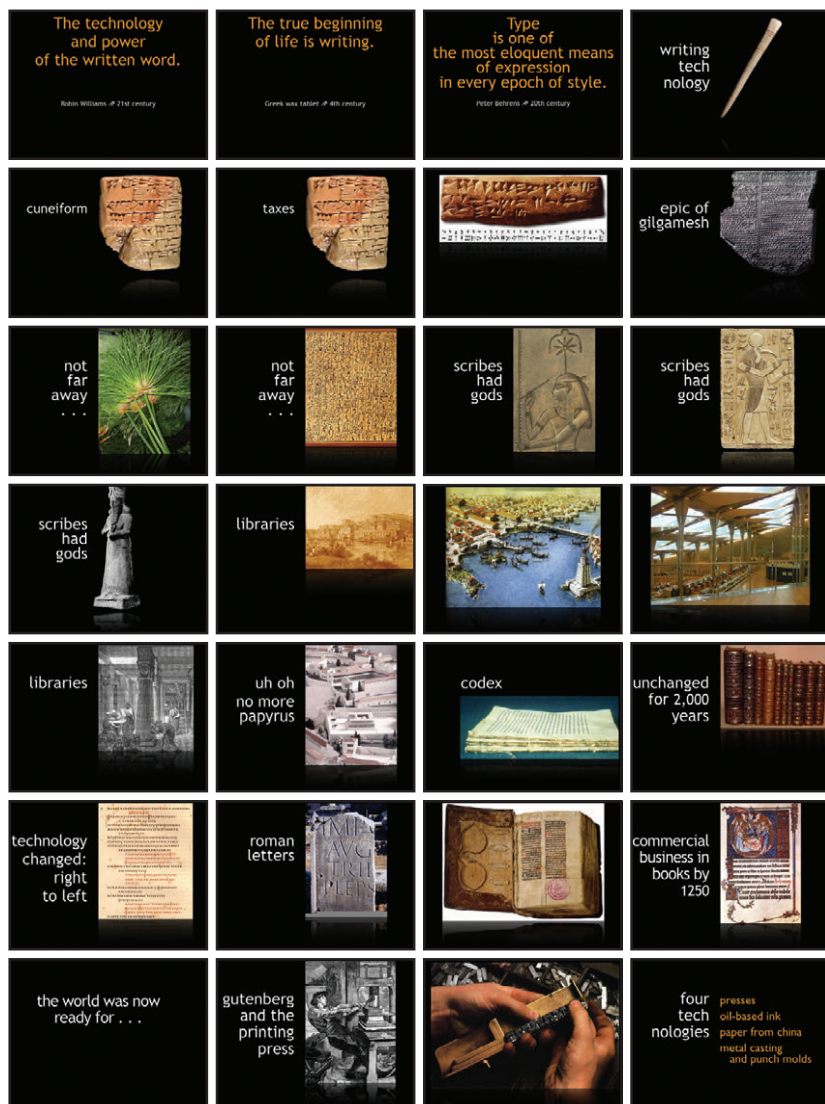 The technology
and power
of the written word.
Robin Williams
21st century
The true beginning
of life is writing.
Greek wax tablet
4th century
Type
is one of
the most eloquent means
of expression
in every epoch of style.
Peter Behrens
20th century
writing
tech
nology
cuneiform
taxes
epic of
gilgamesh
not
far
away
. . .
not
far
away
. . .
scribes
had
gods
scribes
had
gods
scribes
had
gods
libraries
libraries
uh oh
no more
papyrus
codex
unchanged
for 2,000
years
technology
changed:
right
to left
roman
letters
commercial
business in
books by
1250
the world was now
ready for . . .
gutenberg
and the
printing
press
four
tech
nologies
presses
oil-based ink
paper from china
metal casting
and punch molds